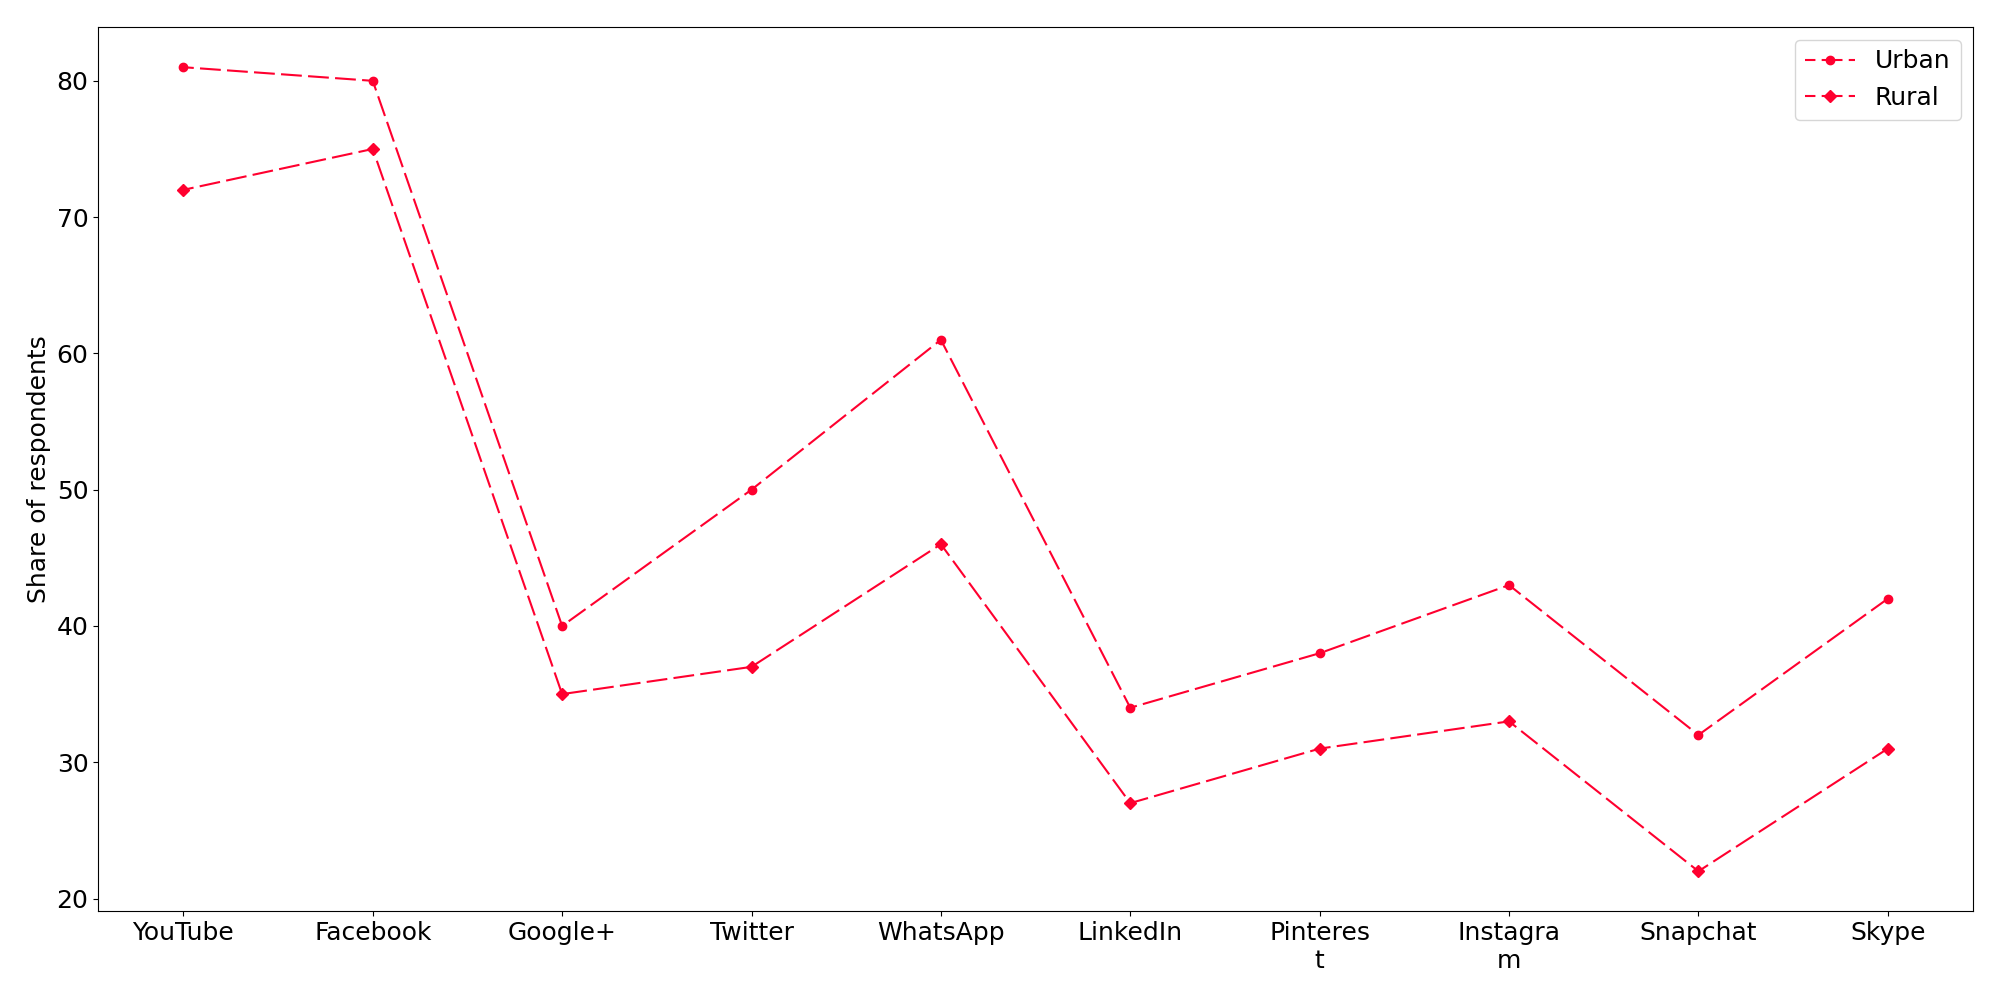 Urban
Rural
80
70
60
50
40
30
20
Share of respondents
YouTube
Facebook
Google+
Twitter
WhatsApp
LinkedIn
Pinteres
t
Instagra
m
Snapchat
Skype